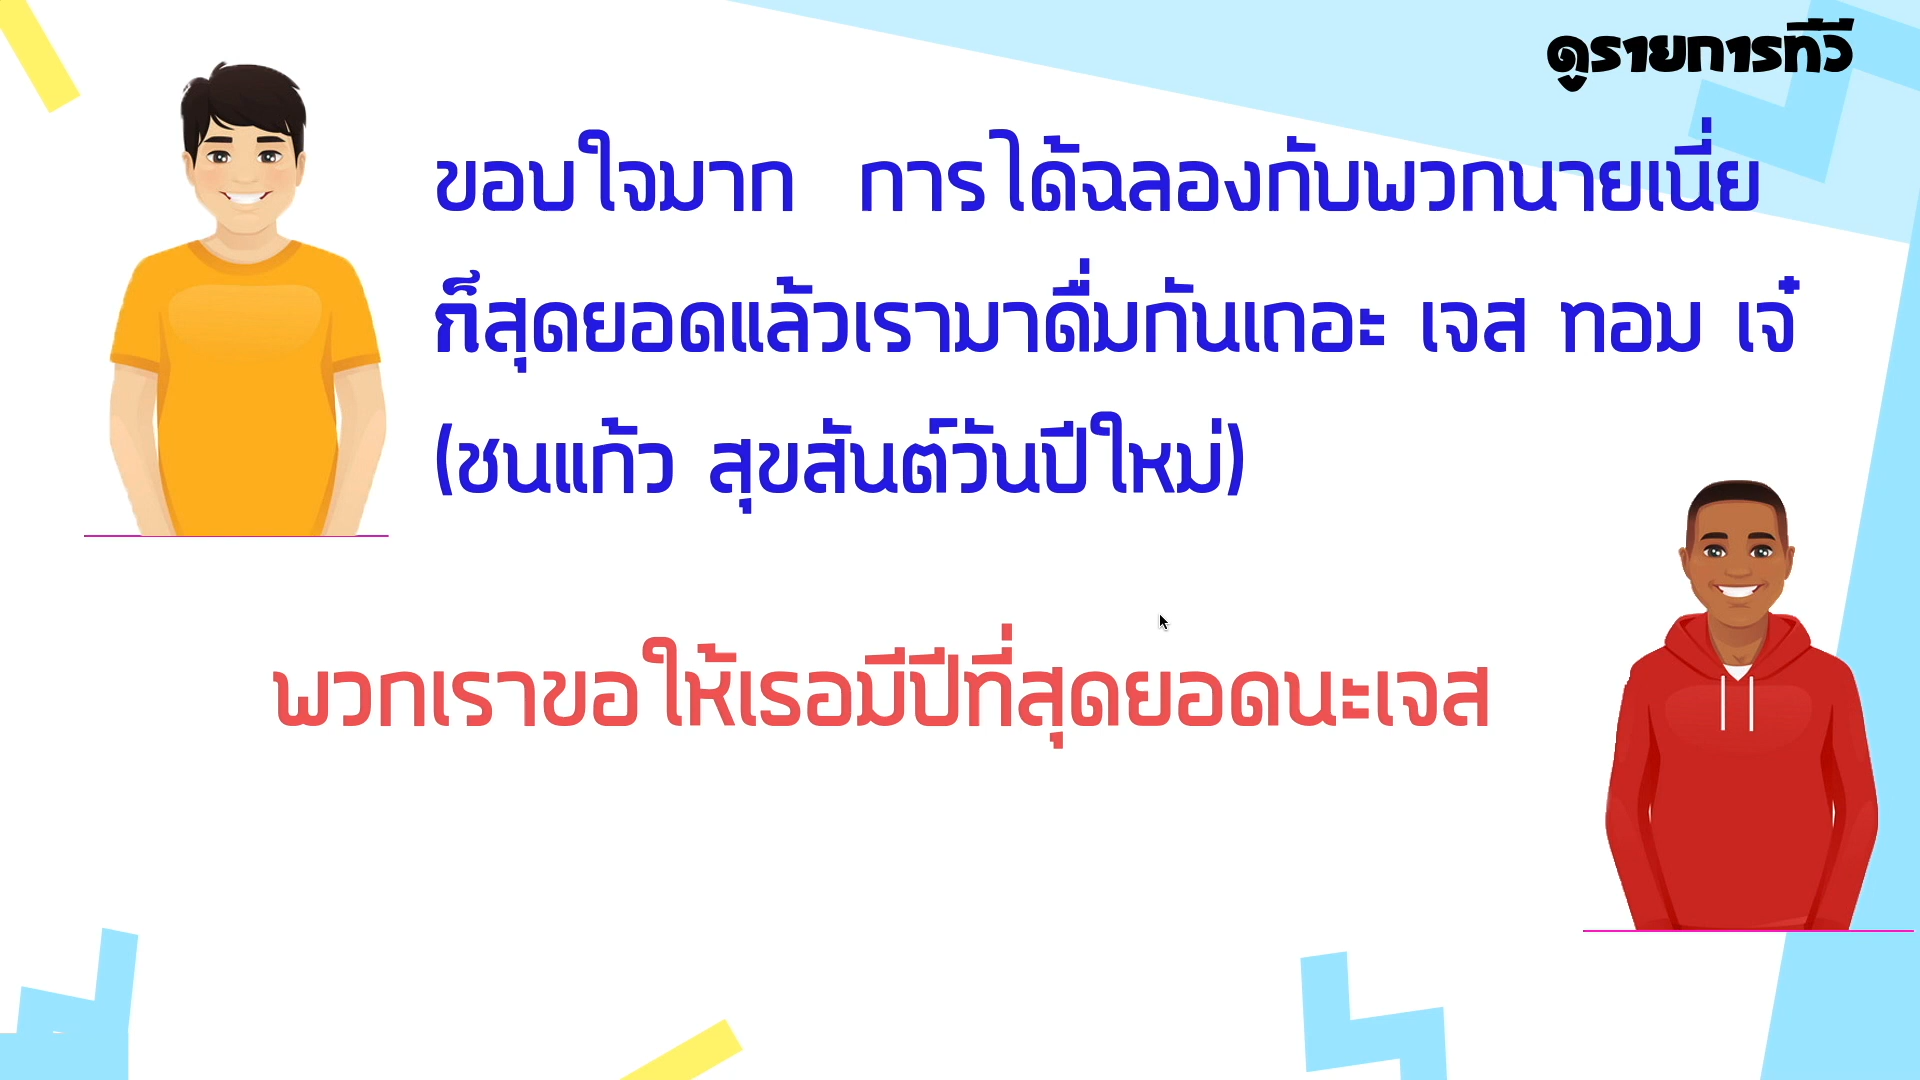 ดูรายการทีวี
ขอบใจมาก การได้ฉลองกับพวกนายเนี่ย
ก็สุดยอดแล้วเรามาดื่มกันเถอะ เจส ทอม เจ๋
(ชนแก้ว สุขสันต์วันปีใหม่)
พวกเราขอให้เธอมีปีที่สุดยอดนะเจส